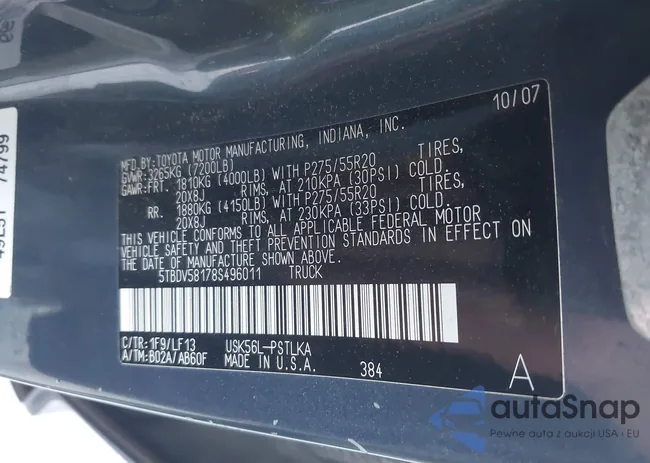 10/07
MFD.BY:TOYOTA MOTOR MANUFACTURING, INDIANA, INC.
GVWR:3265KG (7200LB)
GAWR:FRT. 1810KG (4000LB) WITH P275/55R20 TIRES,
20X8J RIMS, AT 210KPA (30PSI) COLD.
RR. 1880KG (4150LB) WITH P275/55R20 TIRES,
20X8J RIMS, AT 230KPA (33PSI) COLD.
THIS VEHICLE CONFORMS TO ALL APPLICABLE FEDERAL MOTOR
VEHICLE SAFETY AND THEFT PREVENTION STANDARDS IN EFFECT ON
THE DATE OF MANUFACTURE SHOWN ABOVE.
5TBDV58178S496011 TRUCK
C/TR:1F9/LF13 USK56L-PSTLKA
A/TM:B02A/AB60F MADE IN U.S.A. 384 A
74799
autaSnap
Pewne auta z aukcji USA i EU